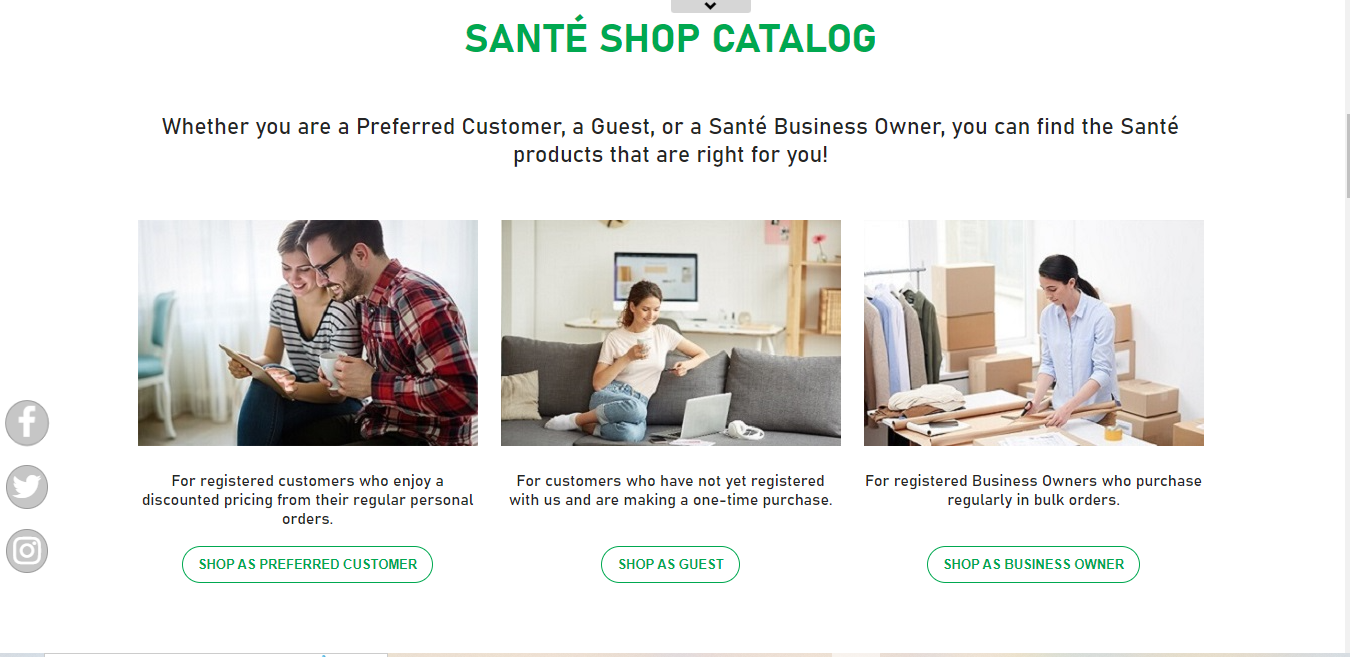 SANTÉ SHOP CATALOG
Whether you are a Preferred Customer, a Guest, or a Santé Business Owner, you can find the Santé
products that are right for you!
For registered customers who enjoy a
discounted pricing from their regular personal
orders.
SHOP AS PREFERRED CUSTOMER
For customers who have not yet registered
with us and are making a one-time purchase.
SHOP AS GUEST
For registered Business Owners who purchase
regularly in bulk orders.
SHOP AS BUSINESS OWNER